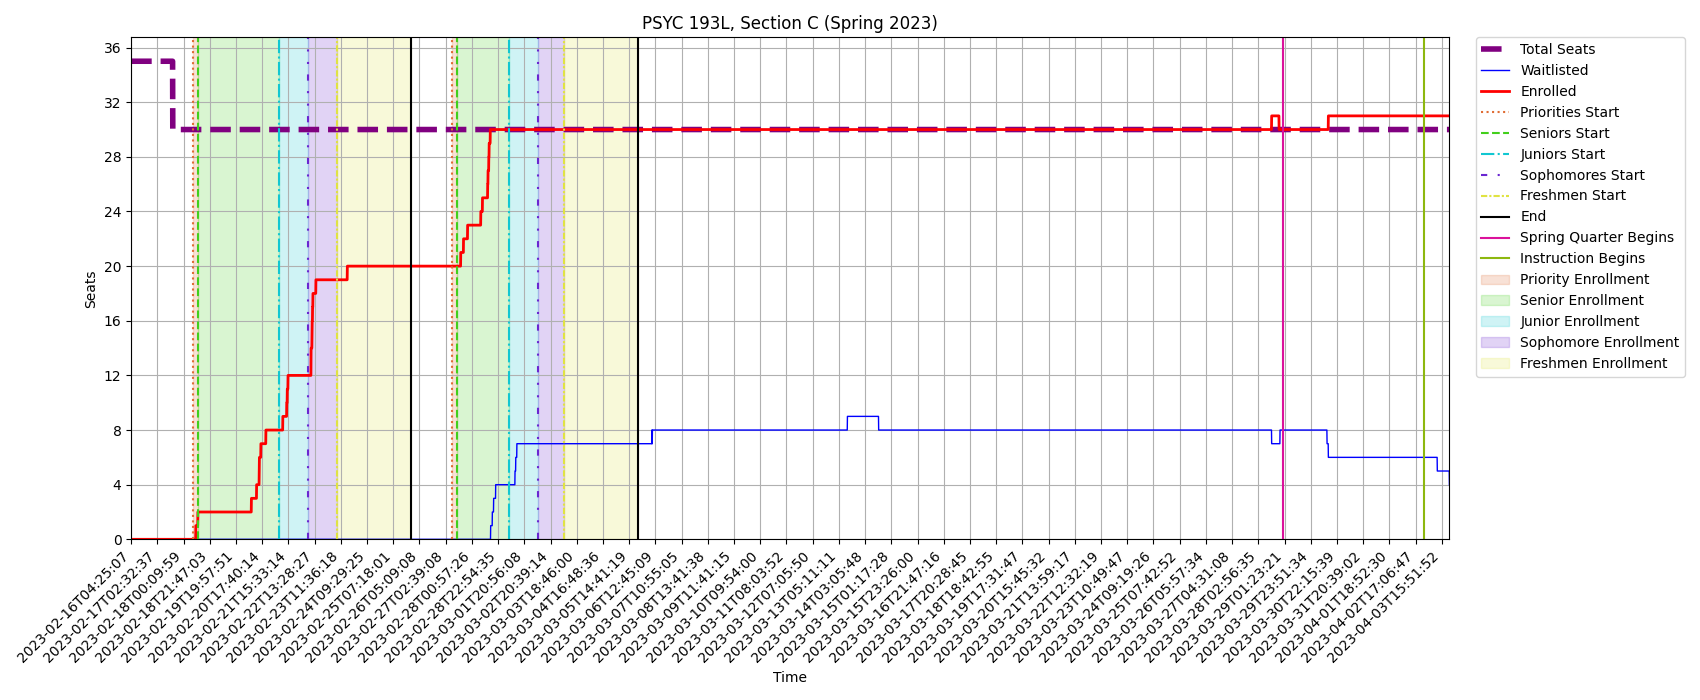 PSYC 193L, Section C (Spring 2023)
Seats
36
32
28
24
20
16
12
8
4
0
2023-02-16T04:25:07
2023-02-17T02:32:37
2023-02-18T00:09:59
2023-02-18T21:47:03
2023-02-19T19:57:51
2023-02-20T17:40:14
2023-02-21T15:33:14
2023-02-22T13:28:27
2023-02-23T11:36:18
2023-02-24T09:29:25
2023-02-25T07:18:01
2023-02-26T05:09:08
2023-02-27T02:39:08
2023-02-28T00:57:26
2023-02-28T22:54:35
2023-03-01T20:56:08
2023-03-02T20:39:14
2023-03-03T18:46:00
2023-03-04T16:48:36
2023-03-05T14:41:19
2023-03-06T12:45:09
2023-03-07T10:55:05
2023-03-08T13:41:38
2023-03-09T11:41:15
2023-03-10T09:54:00
2023-03-11T08:03:52
2023-03-12T07:05:50
2023-03-13T05:11:11
2023-03-14T03:05:48
2023-03-15T01:17:28
2023-03-15T23:26:00
2023-03-16T21:47:16
2023-03-17T20:28:45
2023-03-18T18:42:55
2023-03-19T17:31:47
2023-03-20T15:45:32
2023-03-21T13:59:17
2023-03-22T12:32:19
2023-03-23T10:49:47
2023-03-24T09:19:26
2023-03-25T07:42:52
2023-03-26T05:57:34
2023-03-27T04:31:08
2023-03-28T02:56:35
2023-03-29T01:23:21
2023-03-29T23:51:34
2023-03-30T22:15:39
2023-03-31T20:39:02
2023-04-01T18:52:30
2023-04-02T17:06:47
2023-04-03T15:51:52
Time
Total Seats
Waitlisted
Enrolled
Priorities Start
Seniors Start
Juniors Start
Sophomores Start
Freshmen Start
End
Spring Quarter Begins
Instruction Begins
Priority Enrollment
Senior Enrollment
Junior Enrollment
Sophomore Enrollment
Freshmen Enrollment